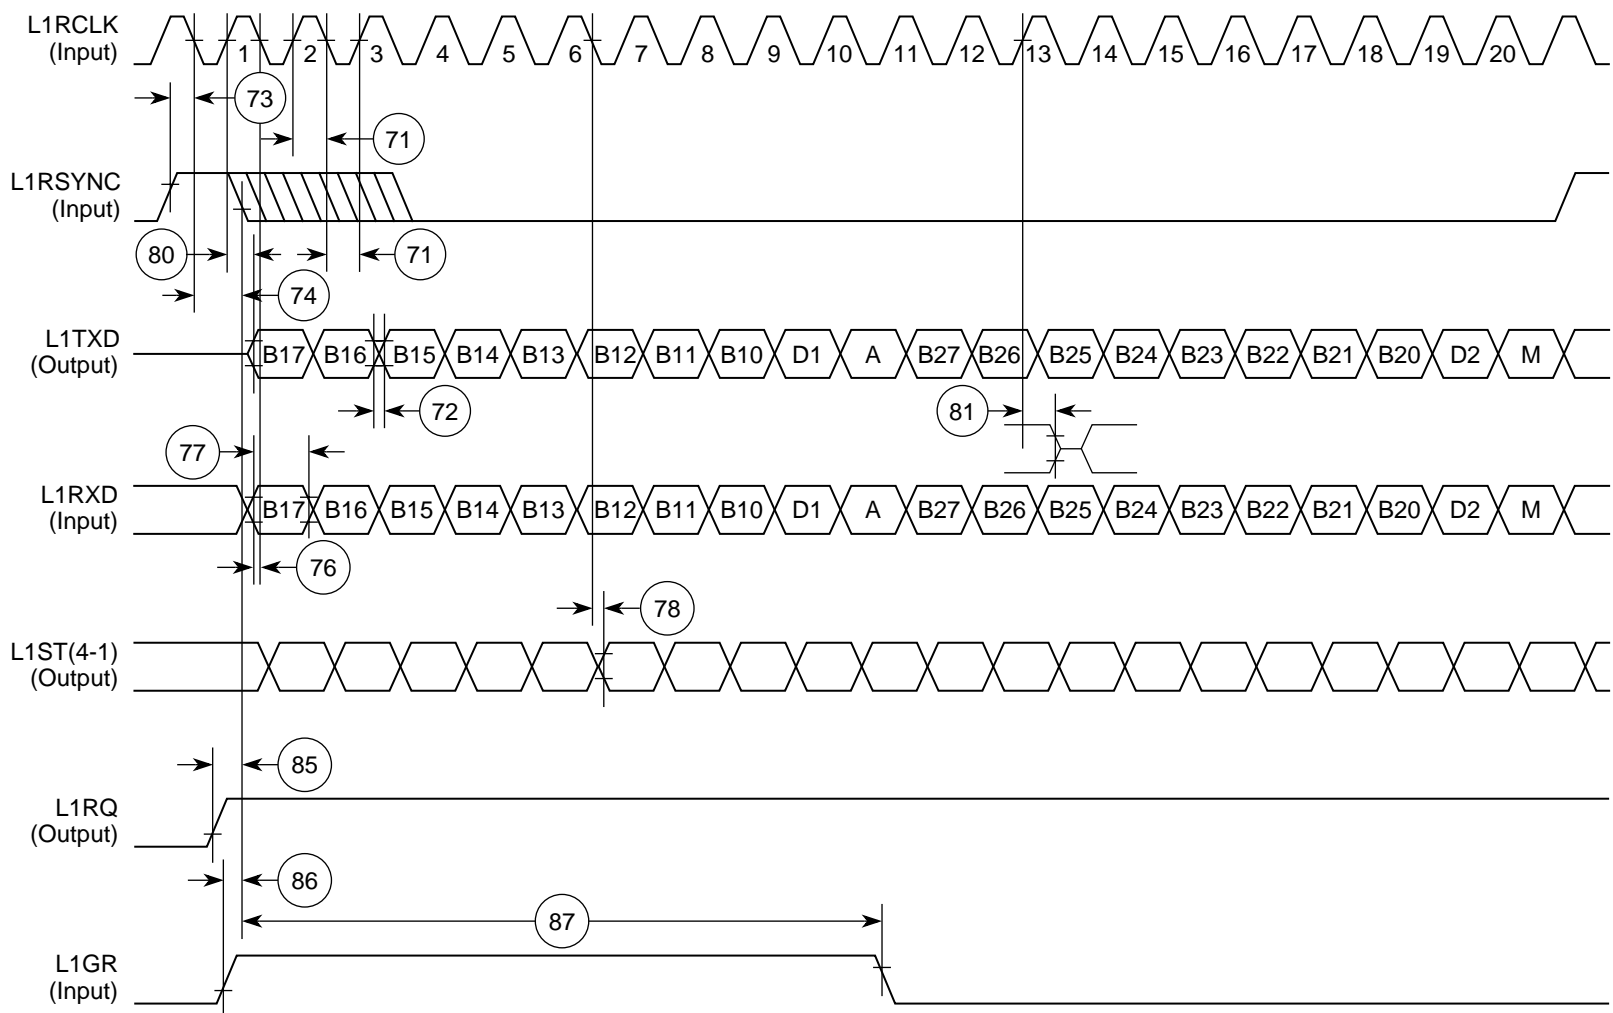 L1RCLK
(Input)
1 2 3 4 5 6 7 8 9 10 11 12 13 14 15 16 17 18 19 20
73
71
L1RSYNC
(Input)
80
71
74
L1TXD
(Output)
B17 B16 B15 B14 B13 B12 B11 B10 D1 A B27 B26 B25 B24 B23 B22 B21 B20 D2 M
72
81
77
L1RXD
(Input)
B17 B16 B15 B14 B13 B12 B11 B10 D1 A B27 B26 B25 B24 B23 B22 B21 B20 D2 M
76
78
L1ST(4-1)
(Output)
85
L1RQ
(Output)
86
87
L1GR
(Input)